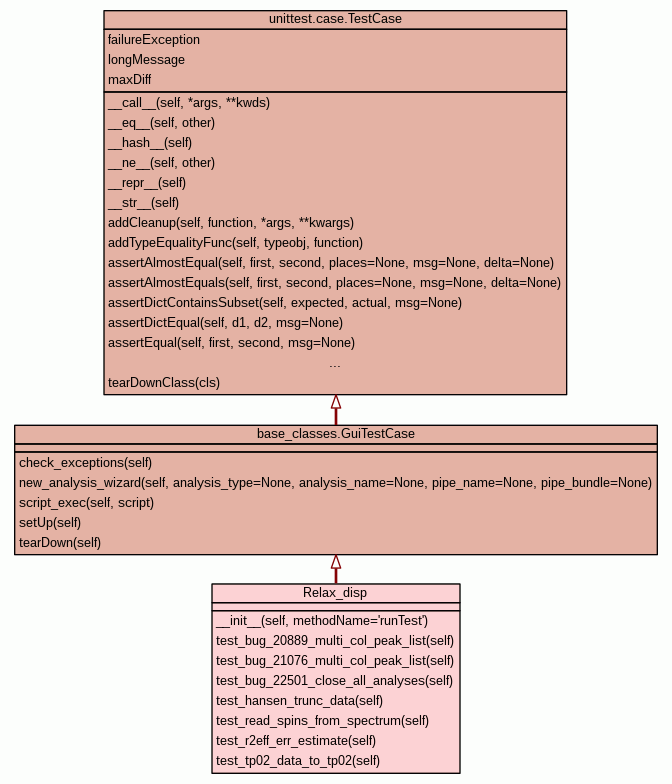 unittest.case.TestCase
failureException
longMessage
maxDiff
__call__(self, *args, **kwds)
__eq__(self, other)
__hash__(self)
__ne__(self, other)
__repr__(self)
__str__(self)
addCleanup(self, function, *args, **kwargs)
addTypeEqualityFunc(self, typeobj, function)
assertAlmostEqual(self, first, second, places=None, msg=None, delta=None)
assertAlmostEquals(self, first, second, places=None, msg=None, delta=None)
assertDictContainsSubset(self, expected, actual, msg=None)
assertDictEqual(self, d1, d2, msg=None)
assertEqual(self, first, second, msg=None)
...
tearDownClass(cls)
base_classes.GuiTestCase
check_exceptions(self)
new_analysis_wizard(self, analysis_type=None, analysis_name=None, pipe_name=None, pipe_bundle=None)
script_exec(self, script)
setUp(self)
tearDown(self)
Relax_disp
__init__(self, methodName='runTest')
test_bug_20889_multi_col_peak_list(self)
test_bug_21076_multi_col_peak_list(self)
test_bug_22501_close_all_analyses(self)
test_hansen_trunc_data(self)
test_read_spins_from_spectrum(self)
test_r2eff_err_estimate(self)
test_tp02_data_to_tp02(self)